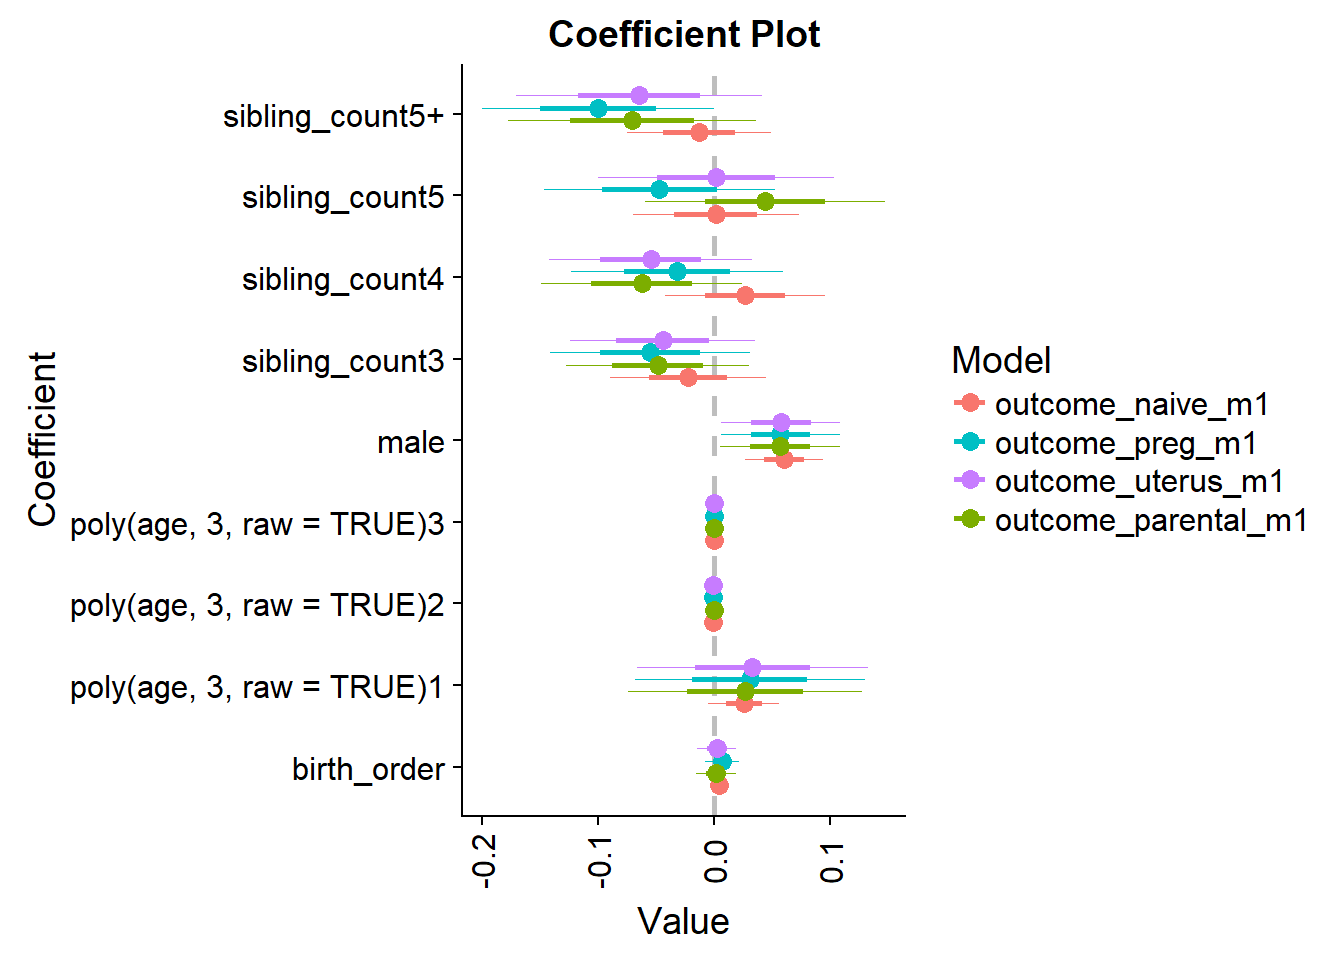 Coefficient Plot
sibling_count5+
sibling_count5
sibling_count4
sibling_count3
male
poly(age, 3, raw = TRUE)3
poly(age, 3, raw = TRUE)2
poly(age, 3, raw = TRUE)1
birth_order
Coefficient
-0.2
-0.1
0.0
0.1
Value
Model
outcome_naive_m1
outcome_preg_m1
outcome_uterus_m1
outcome_parental_m1